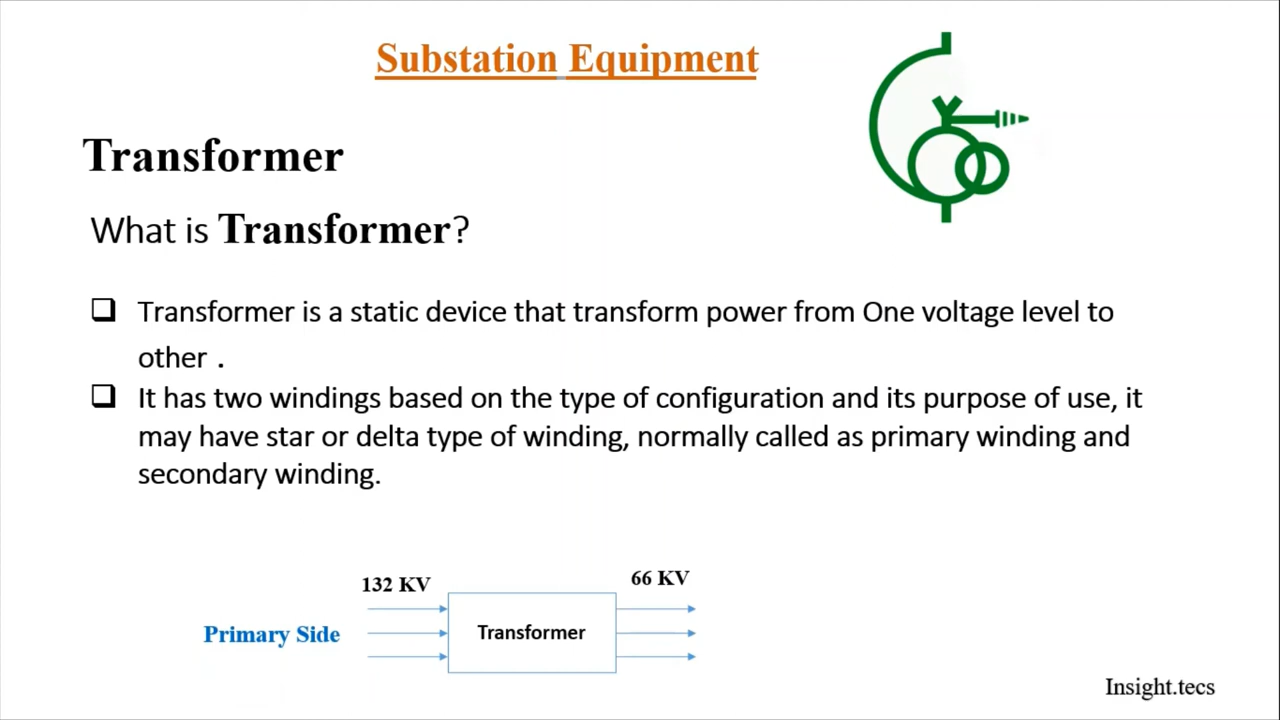 Substation Equipment
Transformer
What is Transformer?
❑ Transformer is a static device that transform power from One voltage level to
other .
❑ It has two windings based on the type of configuration and its purpose of use, it
may have star or delta type of winding, normally called as primary winding and
secondary winding.
132 KV
66 KV
Primary Side
Transformer
Insight.tecs